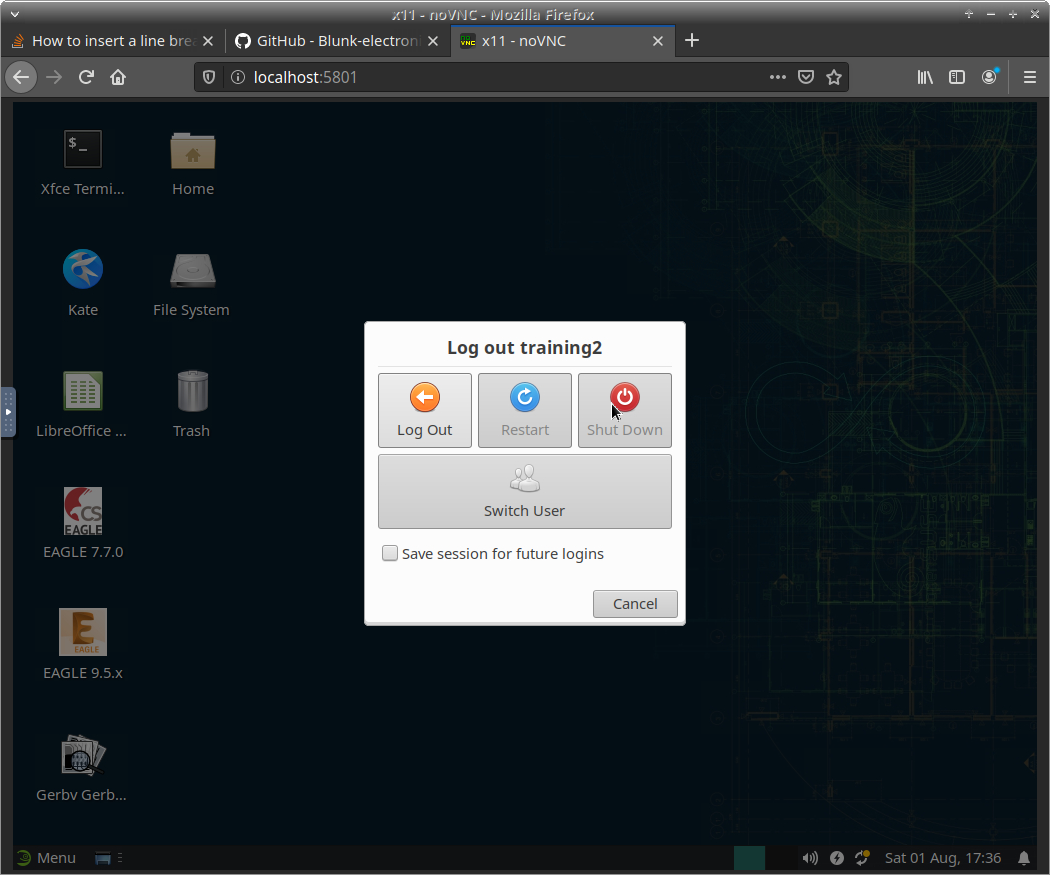 x11 - noVNC - Mozilla Firefox
How to insert a line bre
GitHub - Blunk-electron
x11 - noVNC
localhost:5801
$_
Xfce Termi...
Home
Kate
File System
LibreOffice ...
Trash
CS
EAGLE
EAGLE 7.7.0
E
EAGLE
EAGLE 9.5.x
Gerbv Gerb...
Log out training2
Log Out
Restart
Shut Down
Switch User
Save session for future logins
Cancel
Menu
Sat 01 Aug, 17:36